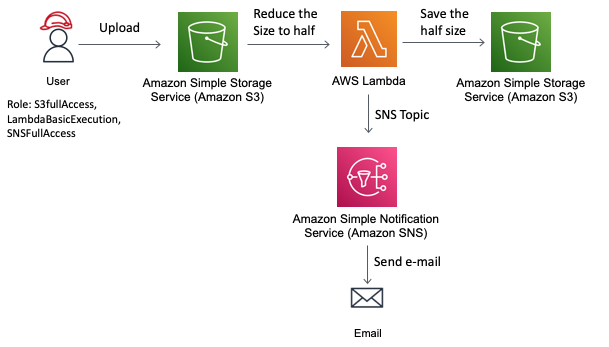 Upload
Reduce the
Size to half
Save the
half size
User
Amazon Simple Storage
Service (Amazon S3)
AWS Lambda
Amazon Simple Storage
Service (Amazon S3)
Role: S3fullAccess,
LambdaBasicExecution,
SNSFullAccess
SNS Topic
Amazon Simple Notification
Service (Amazon SNS)
Send e-mail
Email